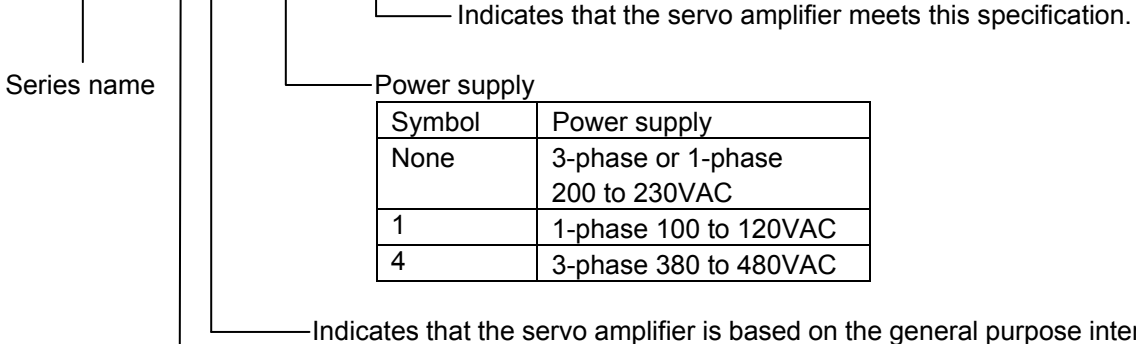 Indicates that the servo amplifier meets this specification.
Series name
Power supply
Symbol Power supply
None 3-phase or 1-phase
200 to 230VAC
1 1-phase 100 to 120VAC
4 3-phase 380 to 480VAC
Indicates that the servo amplifier is based on the general purpose